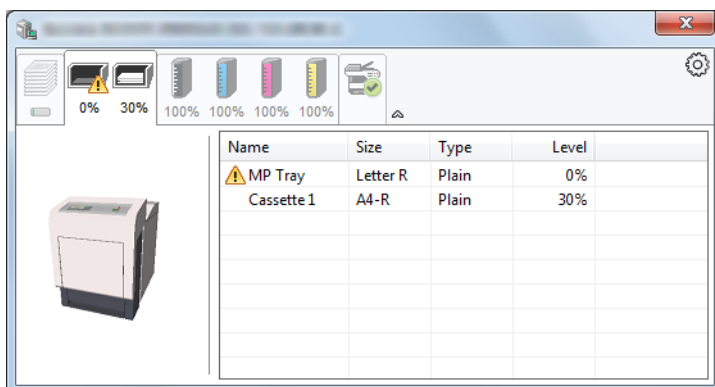 0% 30% 100% 100% 100% 100%
Name Size Type Level
MP Tray Letter R Plain 0%
Cassette 1 A4-R Plain 30%